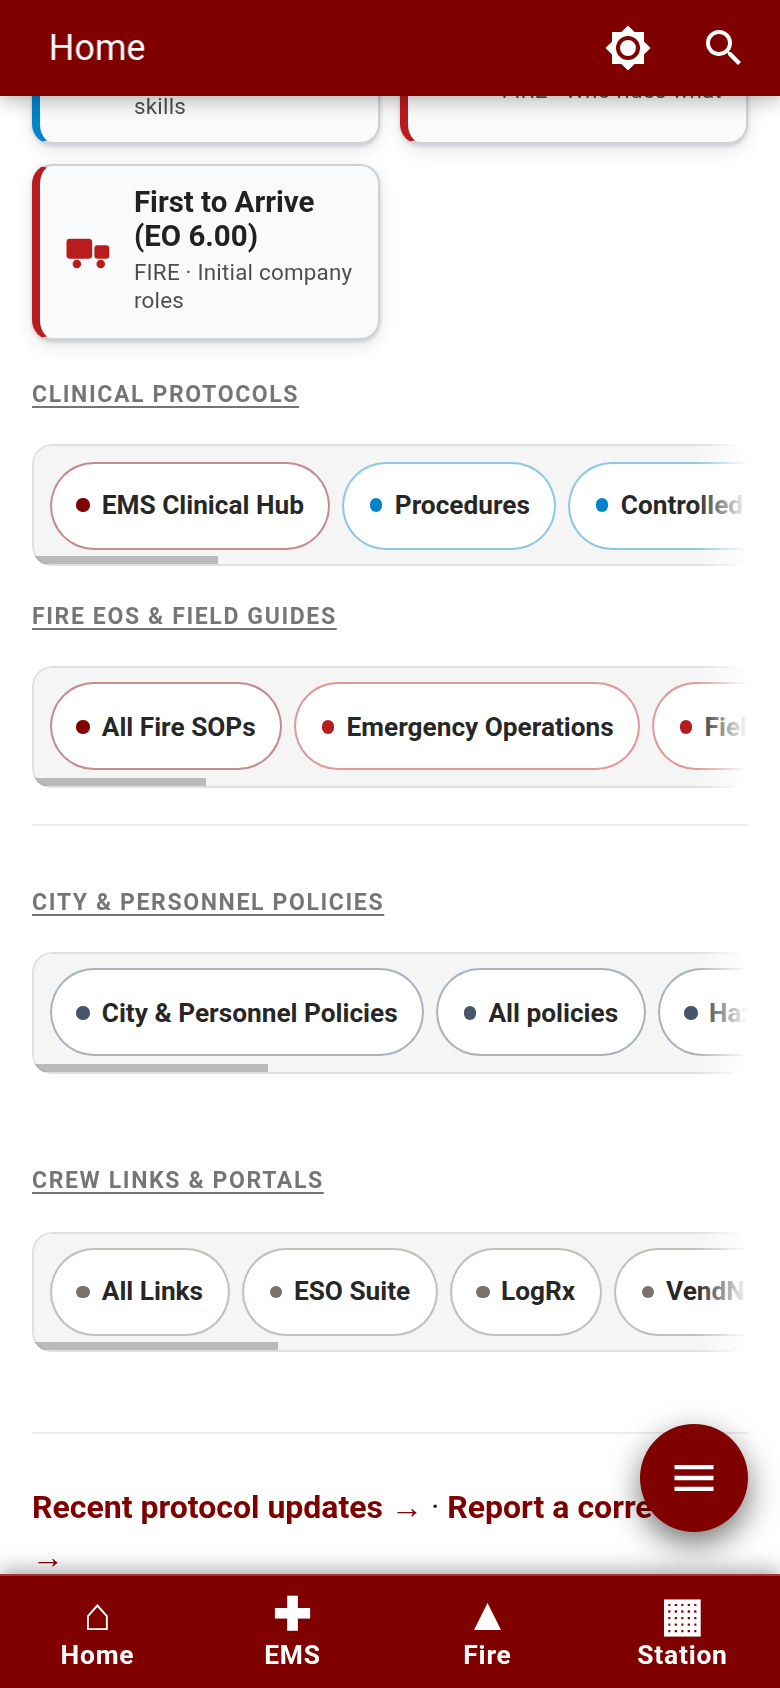 Home
skills
First to Arrive
(EO 6.00)
FIRE · Initial company
roles
CLINICAL PROTOCOLS
EMS Clinical Hub
Procedures
Controlled
FIRE EOS & FIELD GUIDES
All Fire SOPs
Emergency Operations
Fiel
CITY & PERSONNEL POLICIES
City & Personnel Policies
All policies
Haz
CREW LINKS & PORTALS
All Links
ESO Suite
LogRx
VendN
Recent protocol updates → · Report a corre
→
Home
EMS
Fire
Station